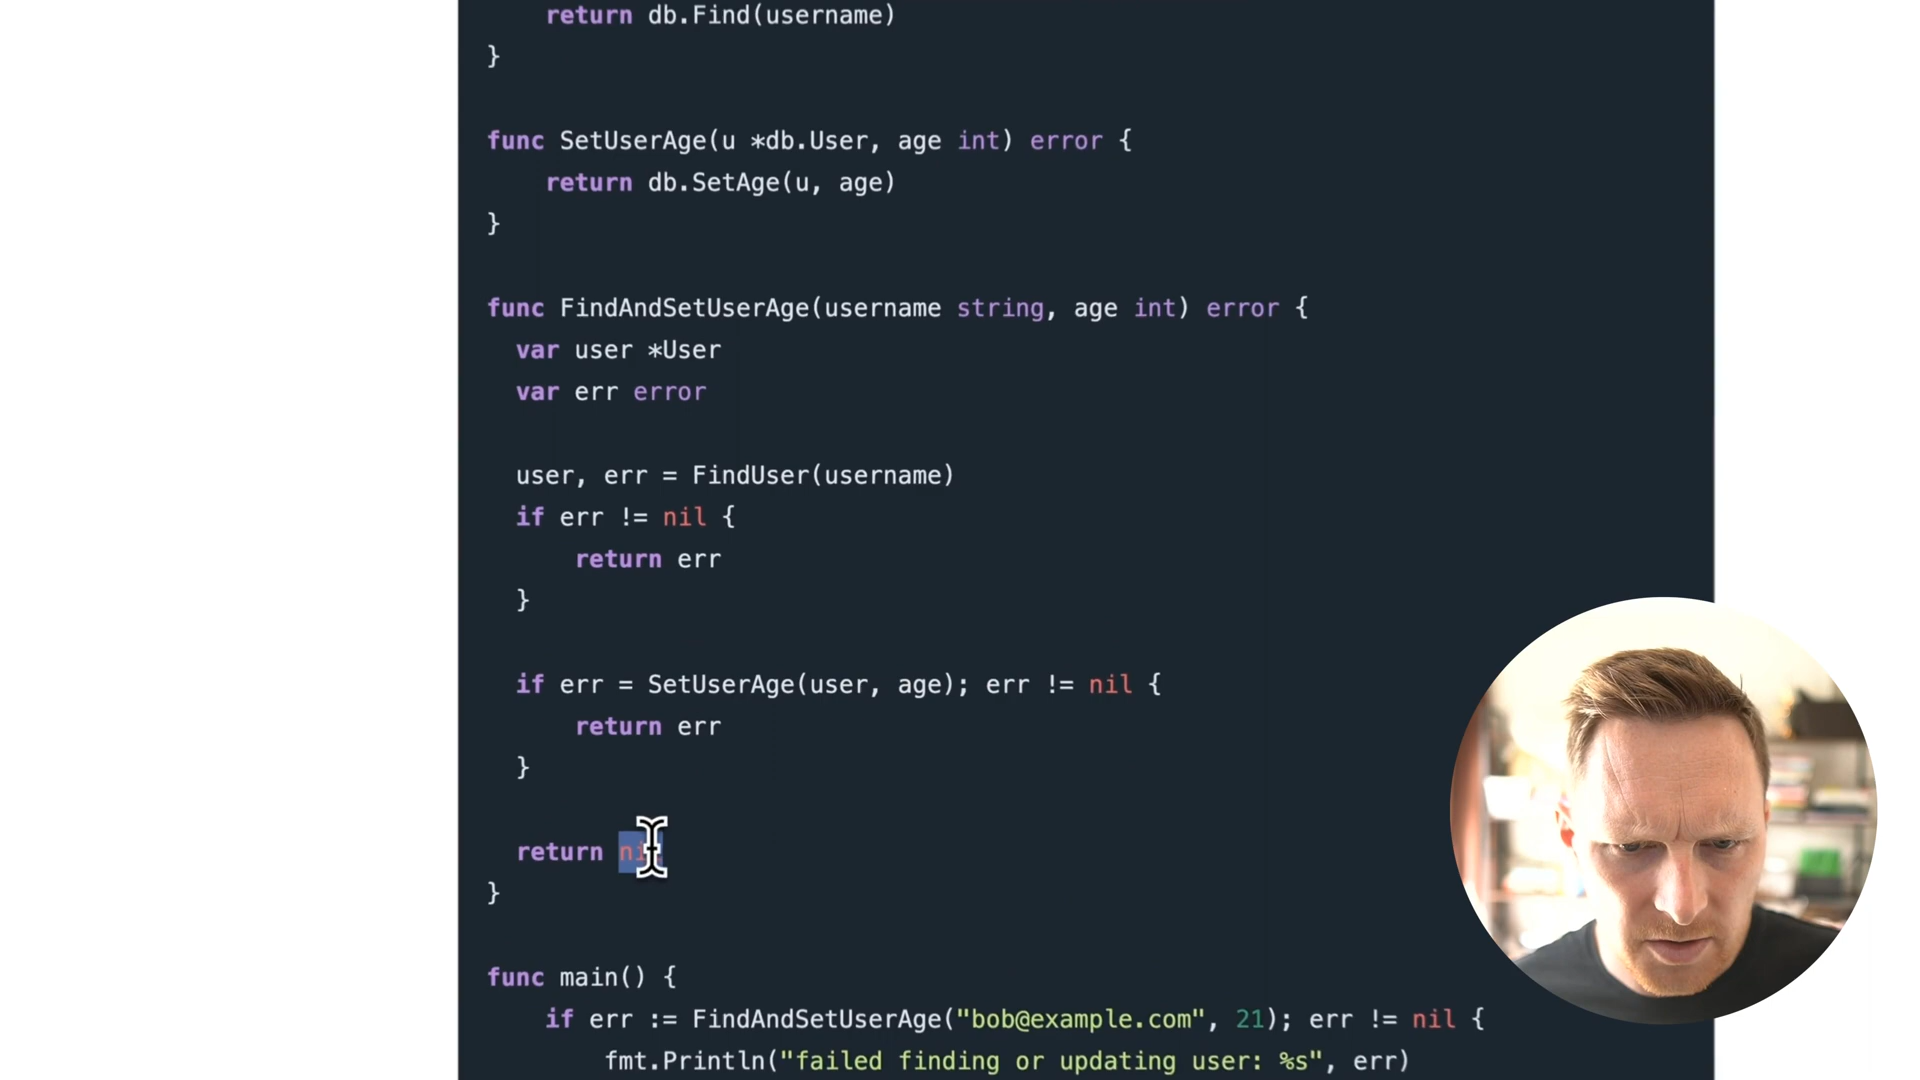 return db.Find(username)
}
func SetUserAge(u *db.User, age int) error {
return db.SetAge(u, age)
}
func FindAndSetUserAge(username string, age int) error {
var user *User
var err error
user, err = FindUser(username)
if err != nil {
return err
}
if err = SetUserAge(user, age); err != nil {
return err
}
return nil
}
func main() {
if err := FindAndSetUserAge("bob@example.com", 21); err != nil {
fmt.Println("failed finding or updating user: %s", err)